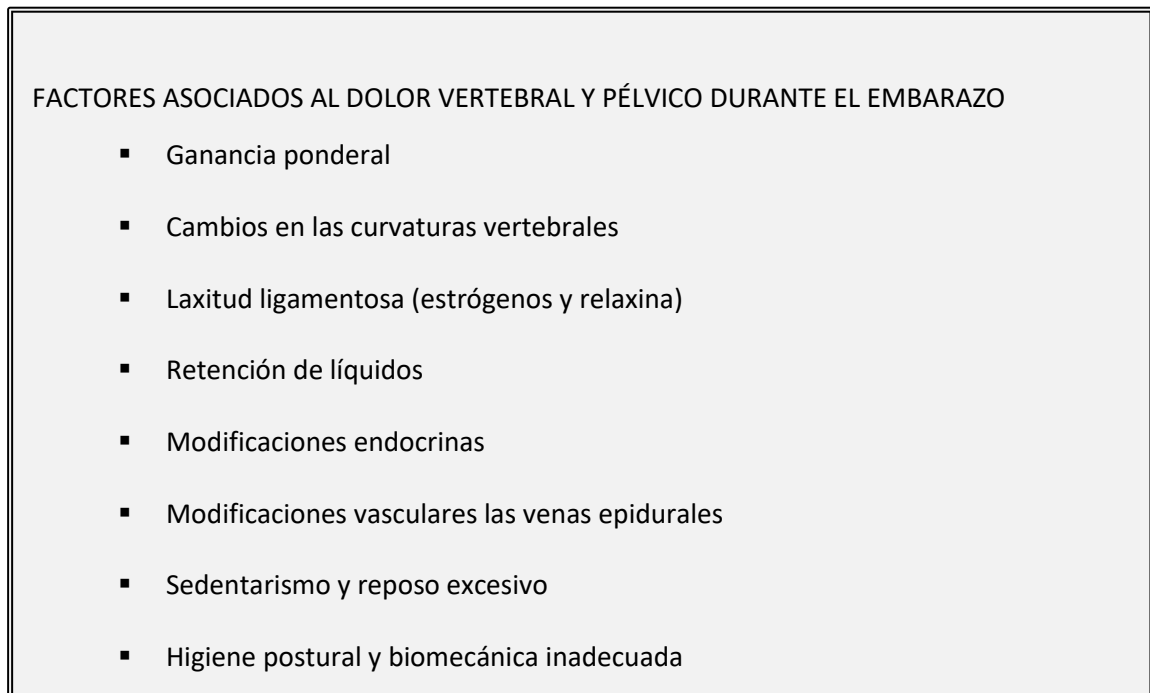 FACTORES ASOCIADOS AL DOLOR VERTEBRAL Y PÉLVICO DURANTE EL EMBARAZO
▪ Ganancia ponderal
▪ Cambios en las curvaturas vertebrales
▪ Laxitud ligamentosa (estrógenos y relaxina)
▪ Retención de líquidos
▪ Modificaciones endocrinas
▪ Modificaciones vasculares las venas epidurales
▪ Sedentarismo y reposo excesivo
▪ Higiene postural y biomecánica inadecuada